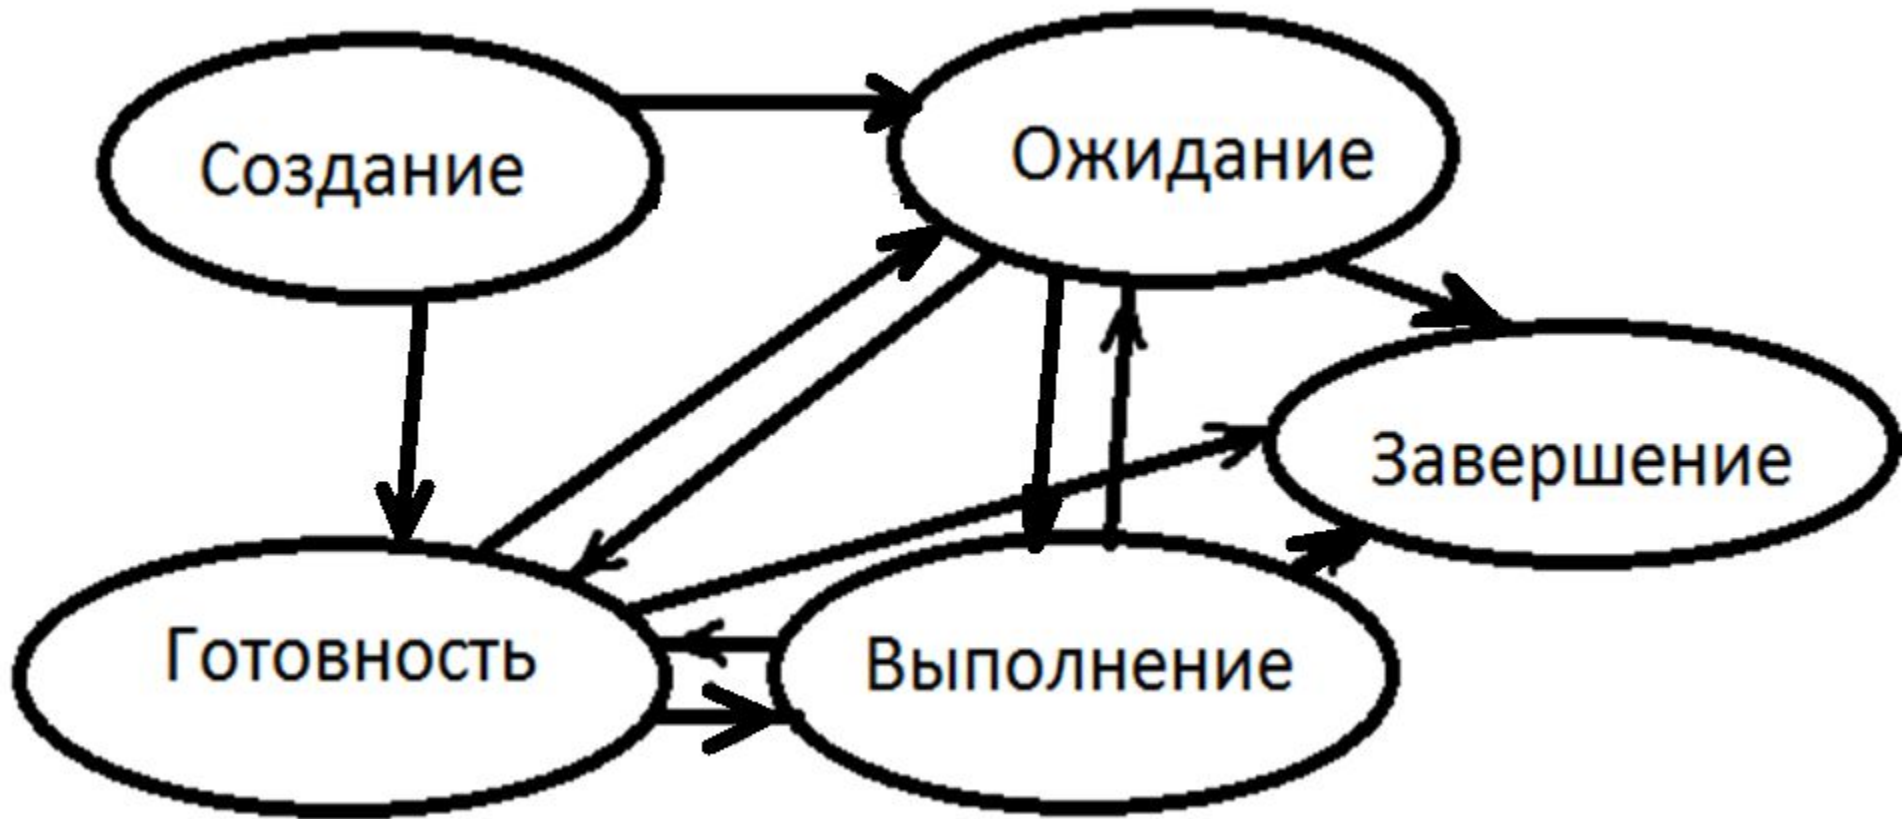 Создание
Ожидание
Завершение
Готовность
Выполнение